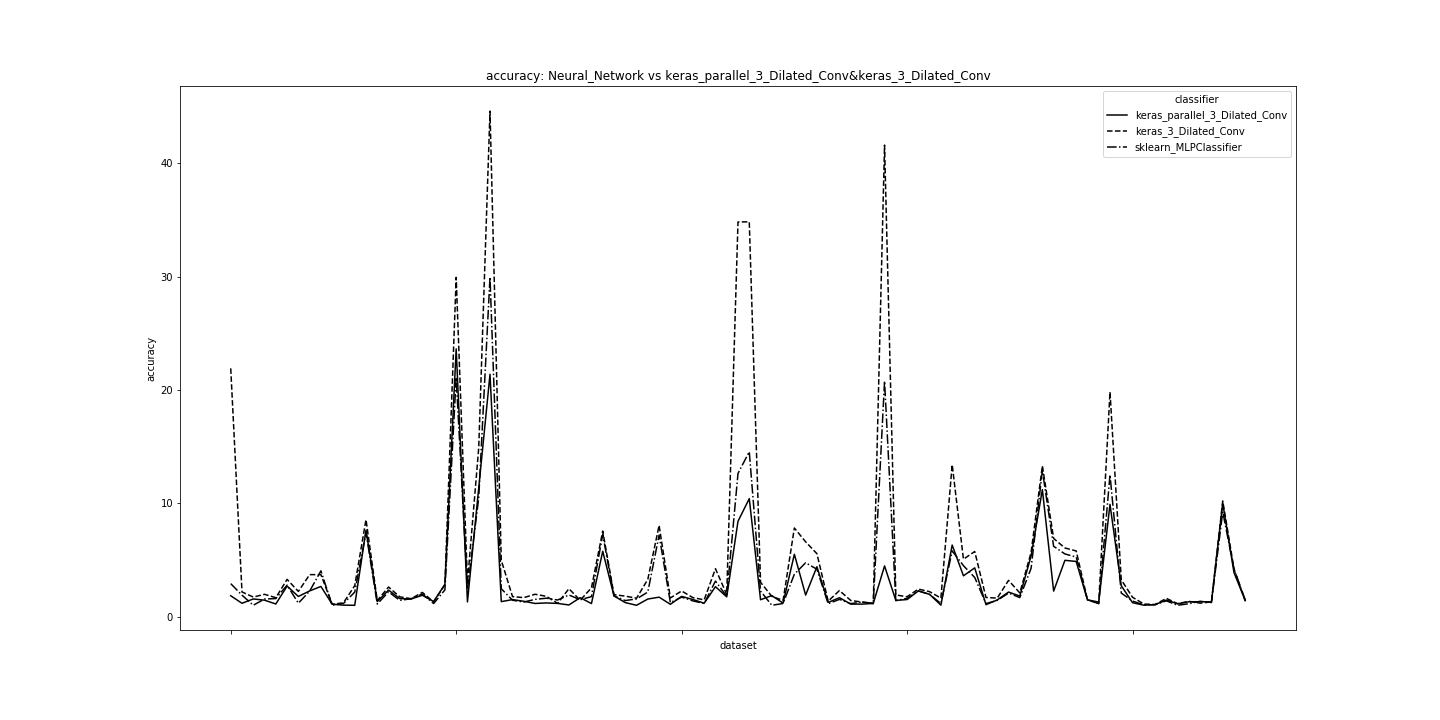 accuracy: Neural_Network vs keras_parallel_3_Dilated_Conv&keras_3_Dilated_Conv
classifier
keras_parallel_3_Dilated_Conv
keras_3_Dilated_Conv
sklearn_MLPClassifier
40
30
20
10
0
accuracy
dataset